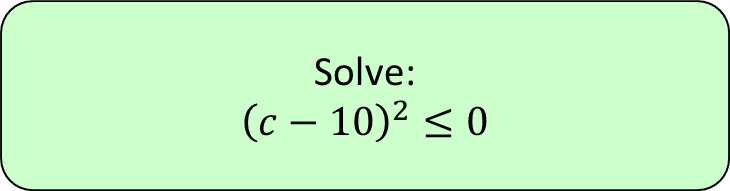 Solve:
(𝑐 − 10)² ≤ 0